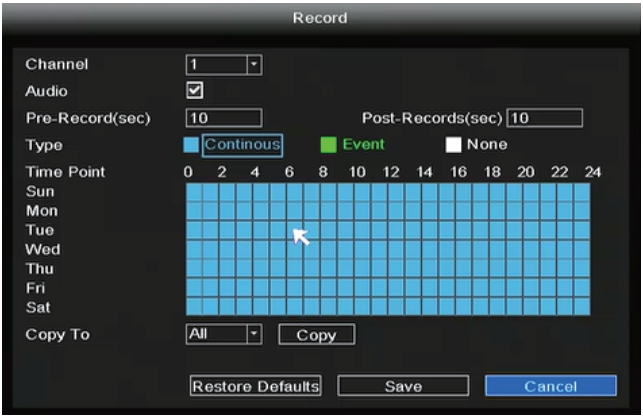 Record
Channel 1
Audio
Pre-Record(sec) 10 Post-Records(sec) 10
Type Continous Event None
Time Point 0 2 4 6 8 10 12 14 16 18 20 22 24
Sun
Mon
Tue
Wed
Thu
Fri
Sat
Copy To All Copy
Restore Defaults Save Cancel